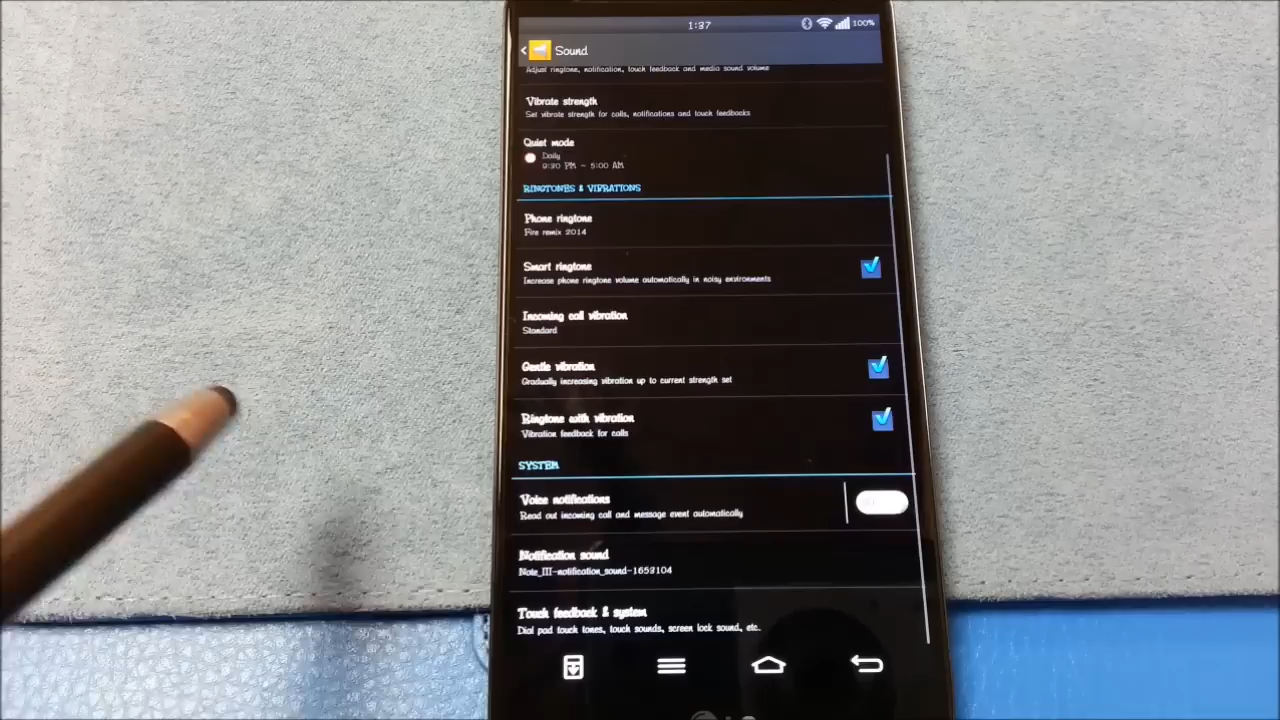 1:37
100%
Sound
Adjust ringtone, notification, touch feedback and media sound volume
Vibrate strength
Set vibrate strength for calls, notifications and touch feedbacks
Quiet mode
Daily
9:30 PM - 5:00 AM
RINGTONES & VIBRATIONS
Phone ringtone
Fire remix 2014
Smart ringtone
Increase phone ringtone volume automatically in noisy environments
Incoming call vibration
Standard
Gentle vibration
Gradually increasing vibration up to current strength set
Ringtone with vibration
Vibration feedback for calls
SYSTEM
Voice notifications
Read out incoming call and message event automatically
Notification sound
Note_III-notification_sound-1653104
Touch feedback & system
Dial pad touch tones, touch sounds, screen lock sound, etc.